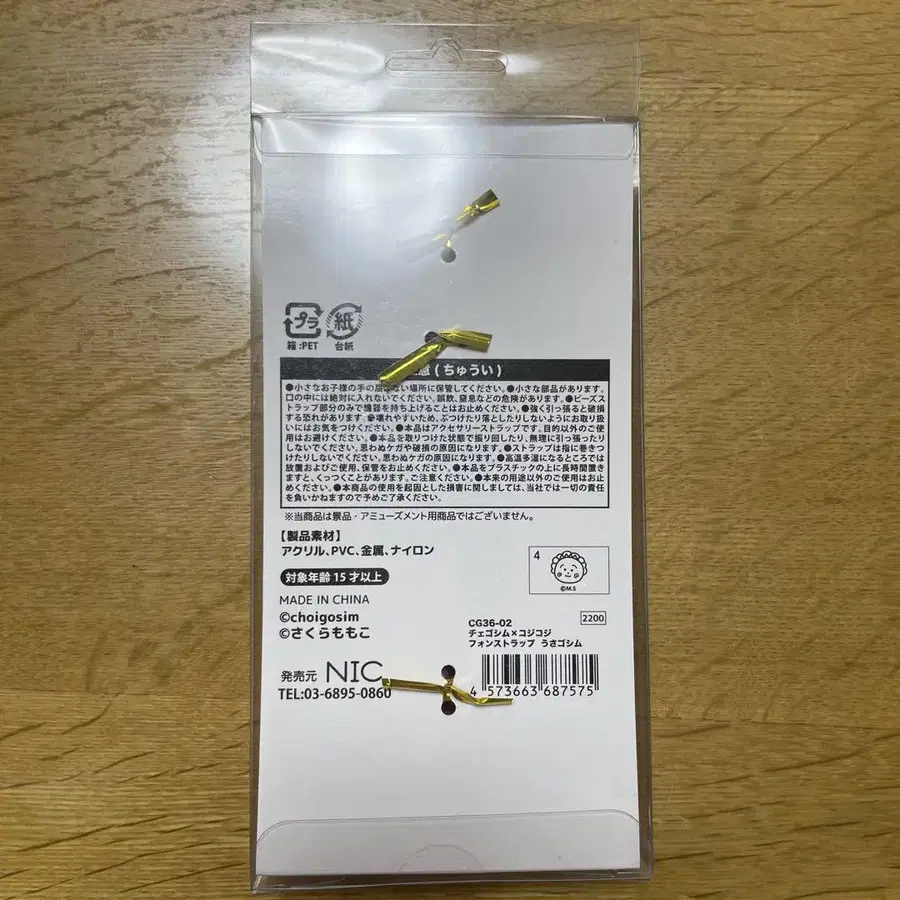 プラ
箱:PET
紙
台紙
意(ちゅうい)
●小さなお子様の手の届かない場所に保管してください。●小さな部品があります。
口の中には絶対に入れないでください。誤飲、窒息などの危険があります。●ビーズス
トラップ部分のみで機器を持ち上げることはお止めください。●強く引っ張ると破損
する恐れがあります。●壊れやすいため、ぶつけたり落としたりしないようにお取り扱
いにはお気をつけください。●本品はアクセサリーストラップです。目的以外のご使
用はお避けください。●本品を取りつけた状態で振り回したり、無理に引っ張ったり
しないでください。思わぬケガや破損の原因になります。●ストラップは指に巻きつ
けたりしないでください。思わぬケガの原因になります。●高温多湿になるところでは
放置およびご使用、保管をお止めください。●本品をプラスチックの上に長時間置き
ますと、くっつくことがあります。ご注意ください。●本来の用途以外のご使用はお止
めください。●本商品の使用を起因とした損害に関しましては、当社では一切の責任
を負いかねますので予めご了承ください。
※当商品は景品・アミューズメント用商品ではございません。
【製品素材】
アクリル、PVC、金属、ナイロン
対象年齢15才以上
MADE IN CHINA
©choigosim
©さくらももこ
発売元 NIC
TEL:03-6895-0860
4
©M.S
CG36-02
2200
チェゴシム×コジコジ
フォンストラップ うさゴシム
4 573663 687575